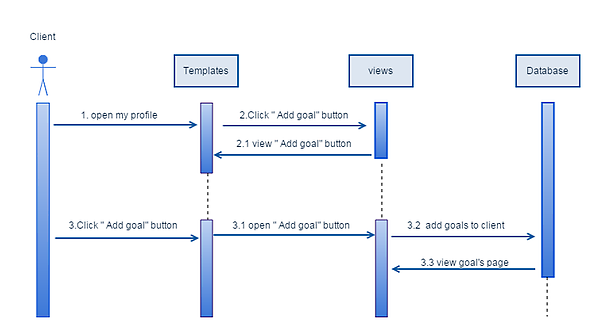 Client
Templates
views
Database
1. open my profile
2.Click " Add goal" button
2.1 view " Add goal" button
3.Click " Add goal" button
3.1 open " Add goal" button
3.2 add goals to client
3.3 view goal's page